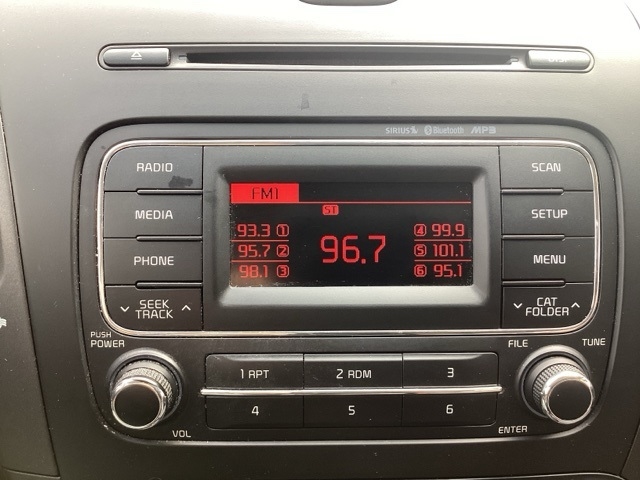 DISP
SIRIUS Bluetooth MP3
RADIO
MEDIA
PHONE
SEEK
TRACK
FM1
ST
93.3 1
95.7 2
98.1 3
96.7
4 99.9
5 101.1
6 95.1
SCAN
SETUP
MENU
CAT
FOLDER
PUSH
POWER
VOL
1 RPT
2 RDM
3
4
5
6
FILE
TUNE
ENTER